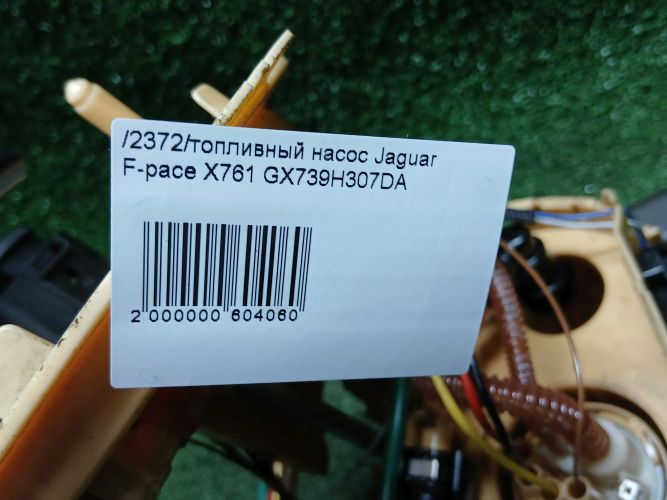 /2372/топливный насос Jaguar
F-pace X761 GX739H307DA
2 000000 604060